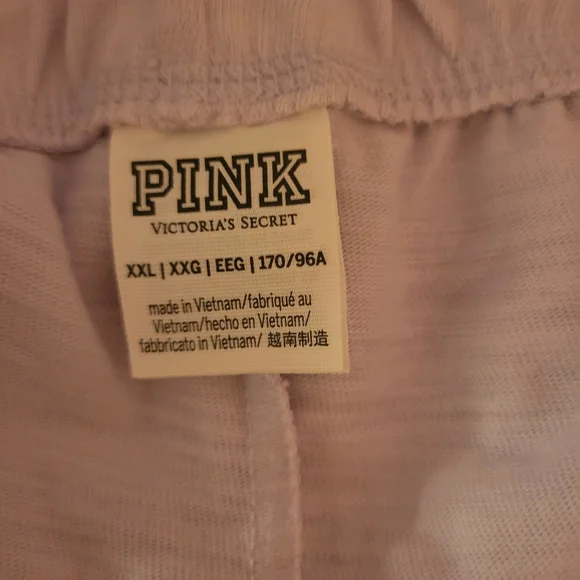 PINK
VICTORIA'S SECRET
XXL | XXG | EEG | 170/96A
made in Vietnam/fabriqué au
Vietnam/hecho en Vietnam/
fabbricato in Vietnam/ 越南制造